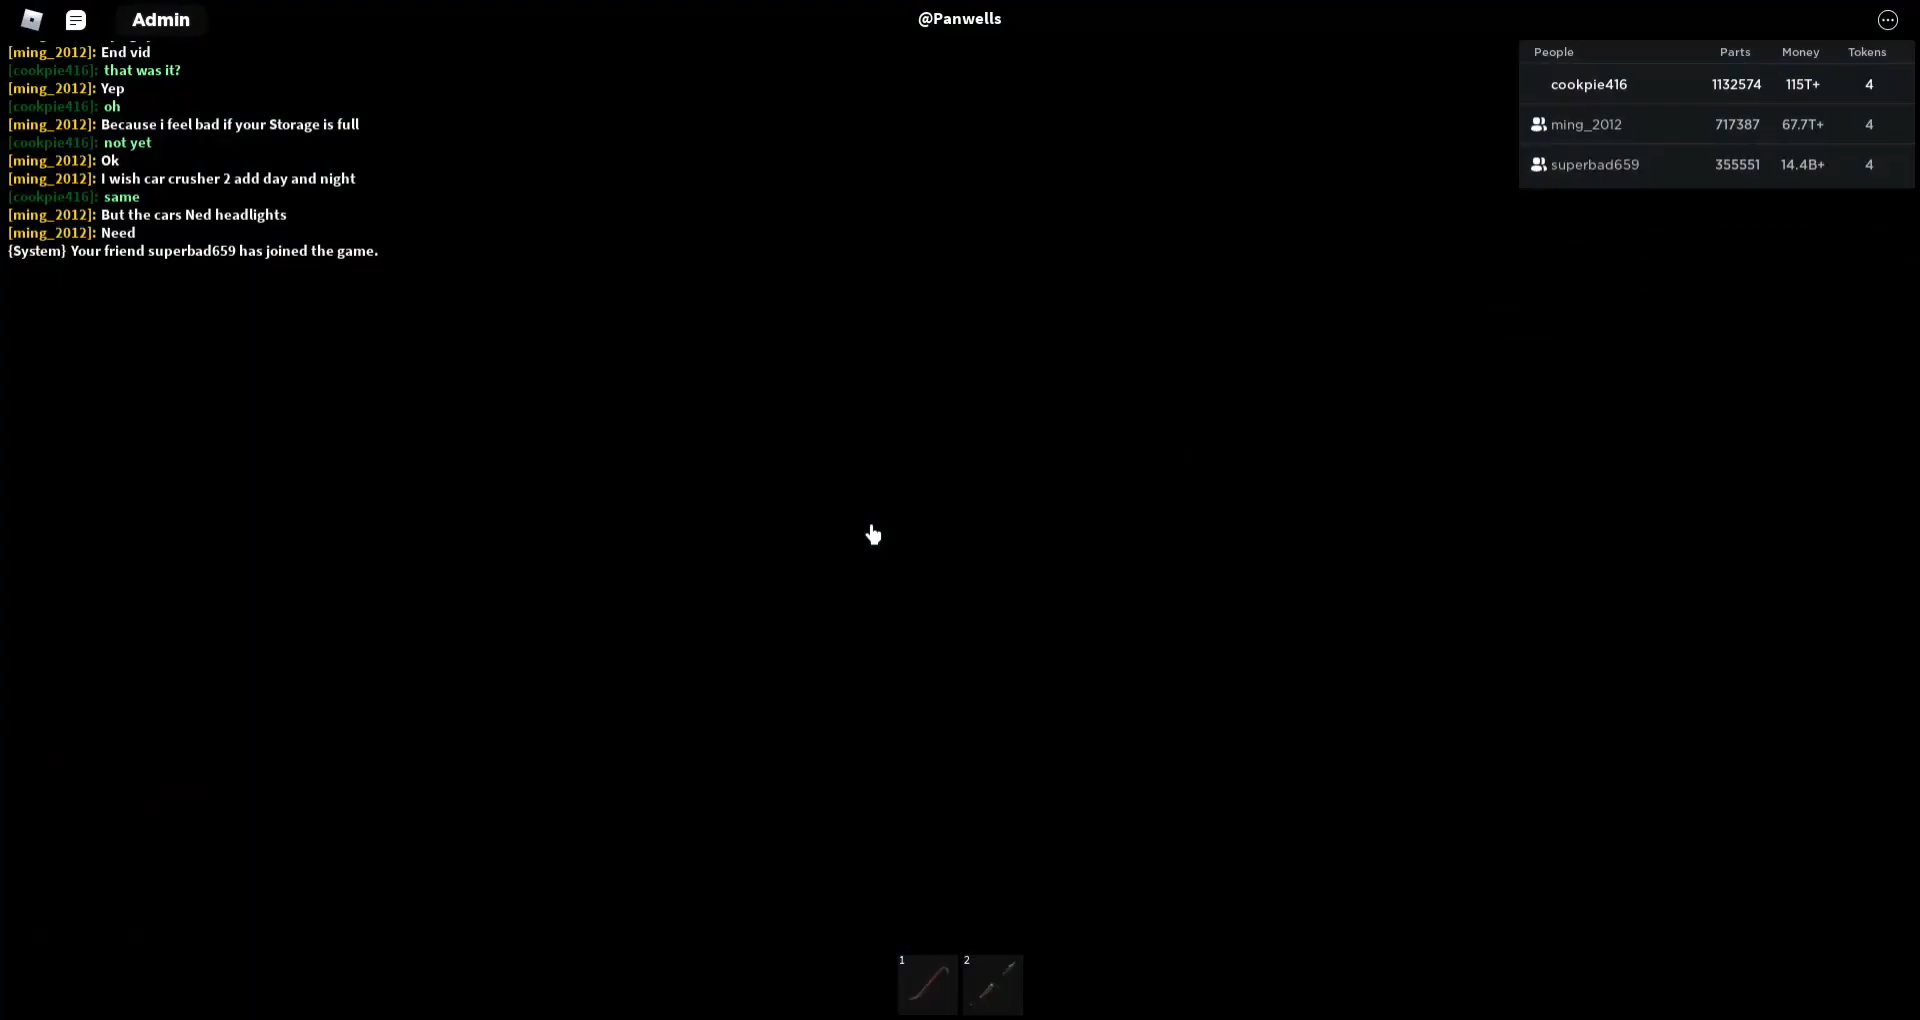 Admin
@Panwells
[ming_2012]: End vid
[cookpie416]: that was it?
[ming_2012]: Yep
[cookpie416]: oh
[ming_2012]: Because i feel bad if your Storage is full
[cookpie416]: not yet
[ming_2012]: Ok
[ming_2012]: I wish car crusher 2 add day and night
[cookpie416]: same
[ming_2012]: But the cars Ned headlights
[ming_2012]: Need
{System} Your friend superbad659 has joined the game.
People Parts Money Tokens
cookpie416 1132574 115T+ 4
ming_2012 717387 67.7T+ 4
superbad659 355551 14.4B+ 4
1 2